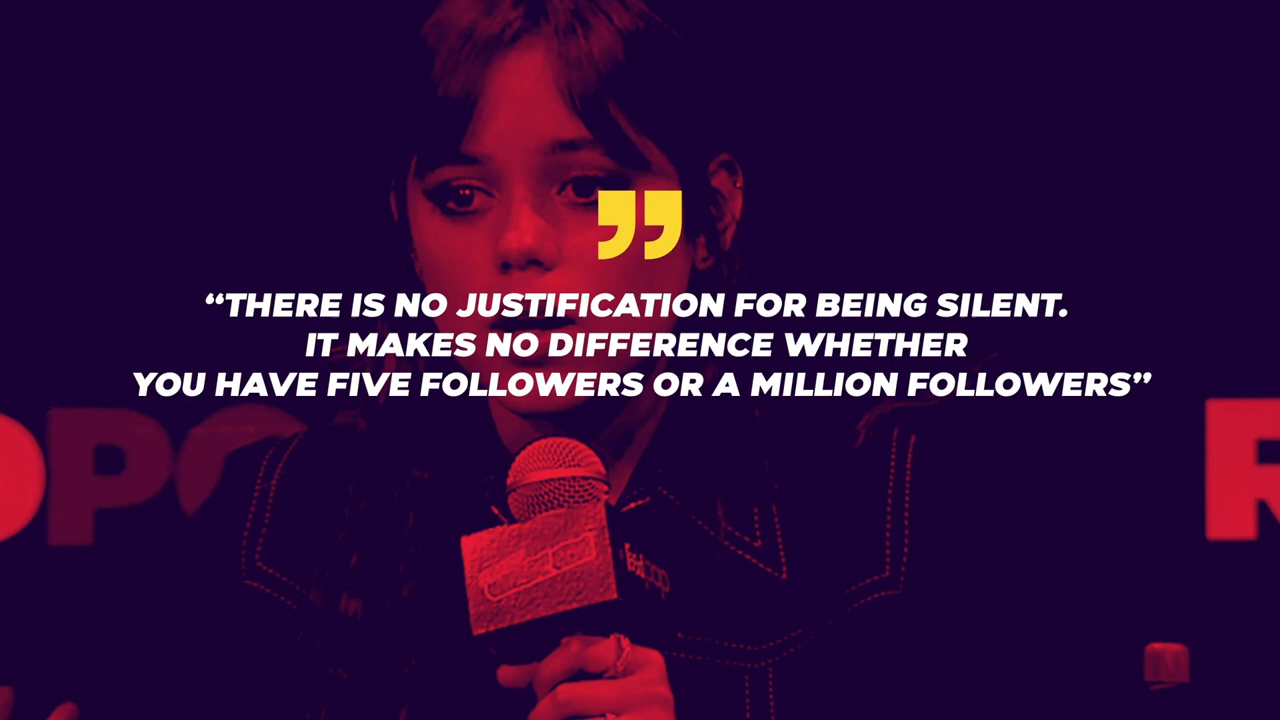 “THERE IS NO JUSTIFICATION FOR BEING SILENT.
IT MAKES NO DIFFERENCE WHETHER
YOU HAVE FIVE FOLLOWERS OR A MILLION FOLLOWERS”